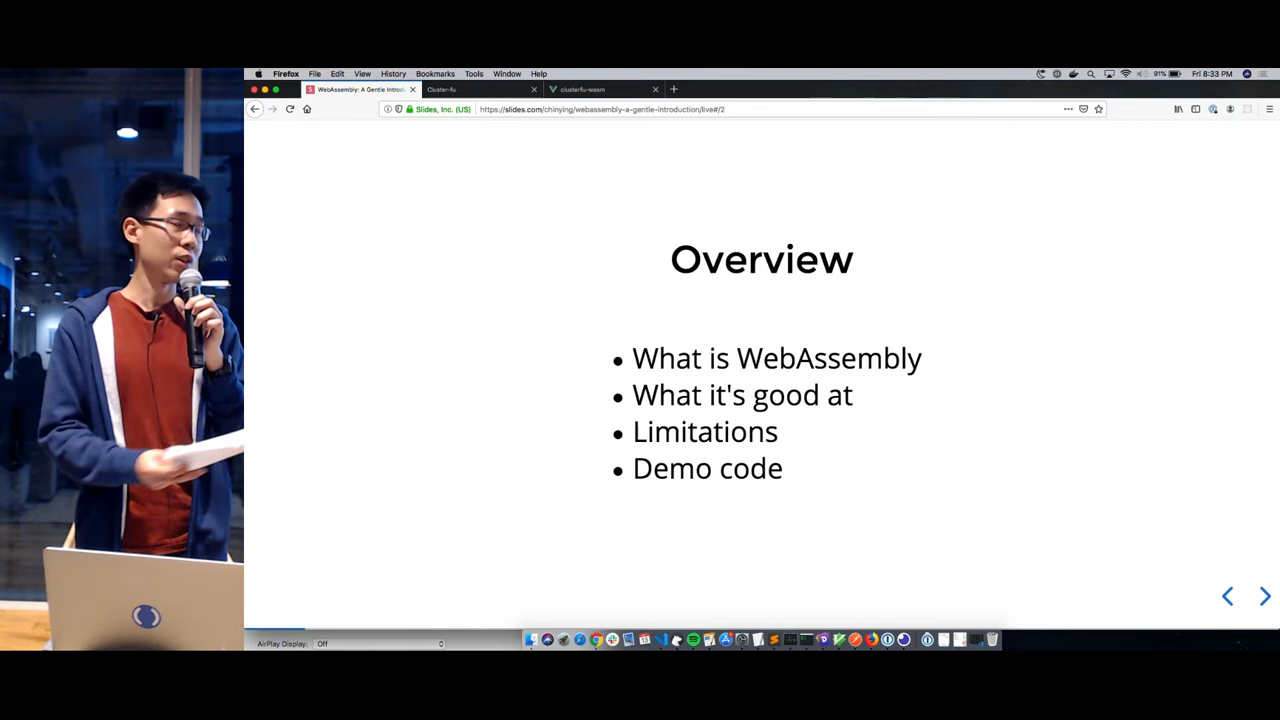 Firefox File Edit View History Bookmarks Tools Window Help 91% Fri 8:33 PM
WebAssembly: A Gentle Introd
Cluster-fu
clusterfu-wasm
Slides, Inc. (US) https://slides.com/chinying/webassembly-a-gentle-introduction/live#/2
Overview
• What is WebAssembly
• What it's good at
• Limitations
• Demo code
AirPlay Display: Off